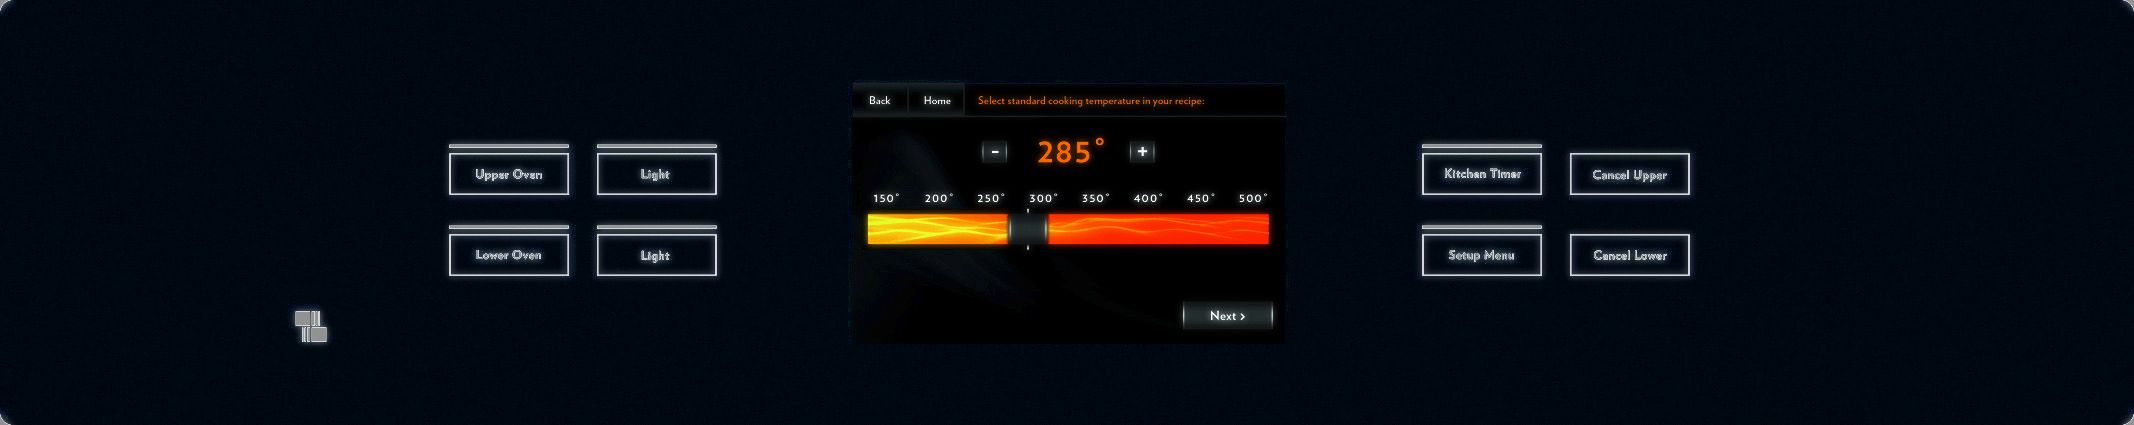 Back Home Select standard cooking temperature in your recipe:
- 285° +
150° 200° 250° 300° 350° 400° 450° 500°
Next >
Upper Oven Light
Lower Oven Light
Kitchen Timer Cancel Upper
Setup Menu Cancel Lower